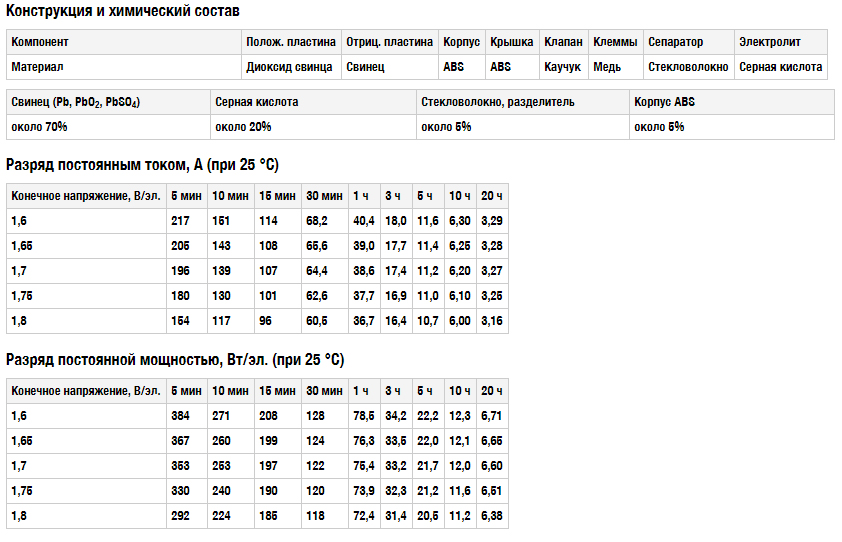 Конструкция и химический состав
Компонент Полож. пластина Отриц. пластина Корпус Крышка Клапан Клеммы Сепаратор Электролит
Материал Диоксид свинца Свинец ABS ABS Каучук Медь Стекловолокно Серная кислота
Свинец (Pb, PbO₂, PbSO₄) Серная кислота Стекловолокно, разделитель Корпус ABS
около 70% около 20% около 5% около 5%
Разряд постоянным током, А (при 25 °C)
Конечное напряжение, В/эл. 5 мин 10 мин 15 мин 30 мин 1 ч 3 ч 5 ч 10 ч 20 ч
1,6 217 151 114 68,2 40,4 18,0 11,6 6,30 3,29
1,65 205 143 108 65,6 39,0 17,7 11,4 6,25 3,28
1,7 196 139 107 64,4 38,6 17,4 11,2 6,20 3,27
1,75 180 130 101 62,6 37,7 16,9 11,0 6,10 3,25
1,8 154 117 96 60,5 36,7 16,4 10,7 6,00 3,16
Разряд постоянной мощностью, Вт/эл. (при 25 °C)
Конечное напряжение, В/эл. 5 мин 10 мин 15 мин 30 мин 1 ч 3 ч 5 ч 10 ч 20 ч
1,6 384 271 208 128 78,5 34,2 22,2 12,3 6,71
1,65 367 260 199 124 76,3 33,5 22,0 12,1 6,65
1,7 353 253 197 122 75,4 33,2 21,7 12,0 6,60
1,75 330 240 190 120 73,9 32,3 21,2 11,6 6,51
1,8 292 224 185 118 72,4 31,4 20,5 11,2 6,38